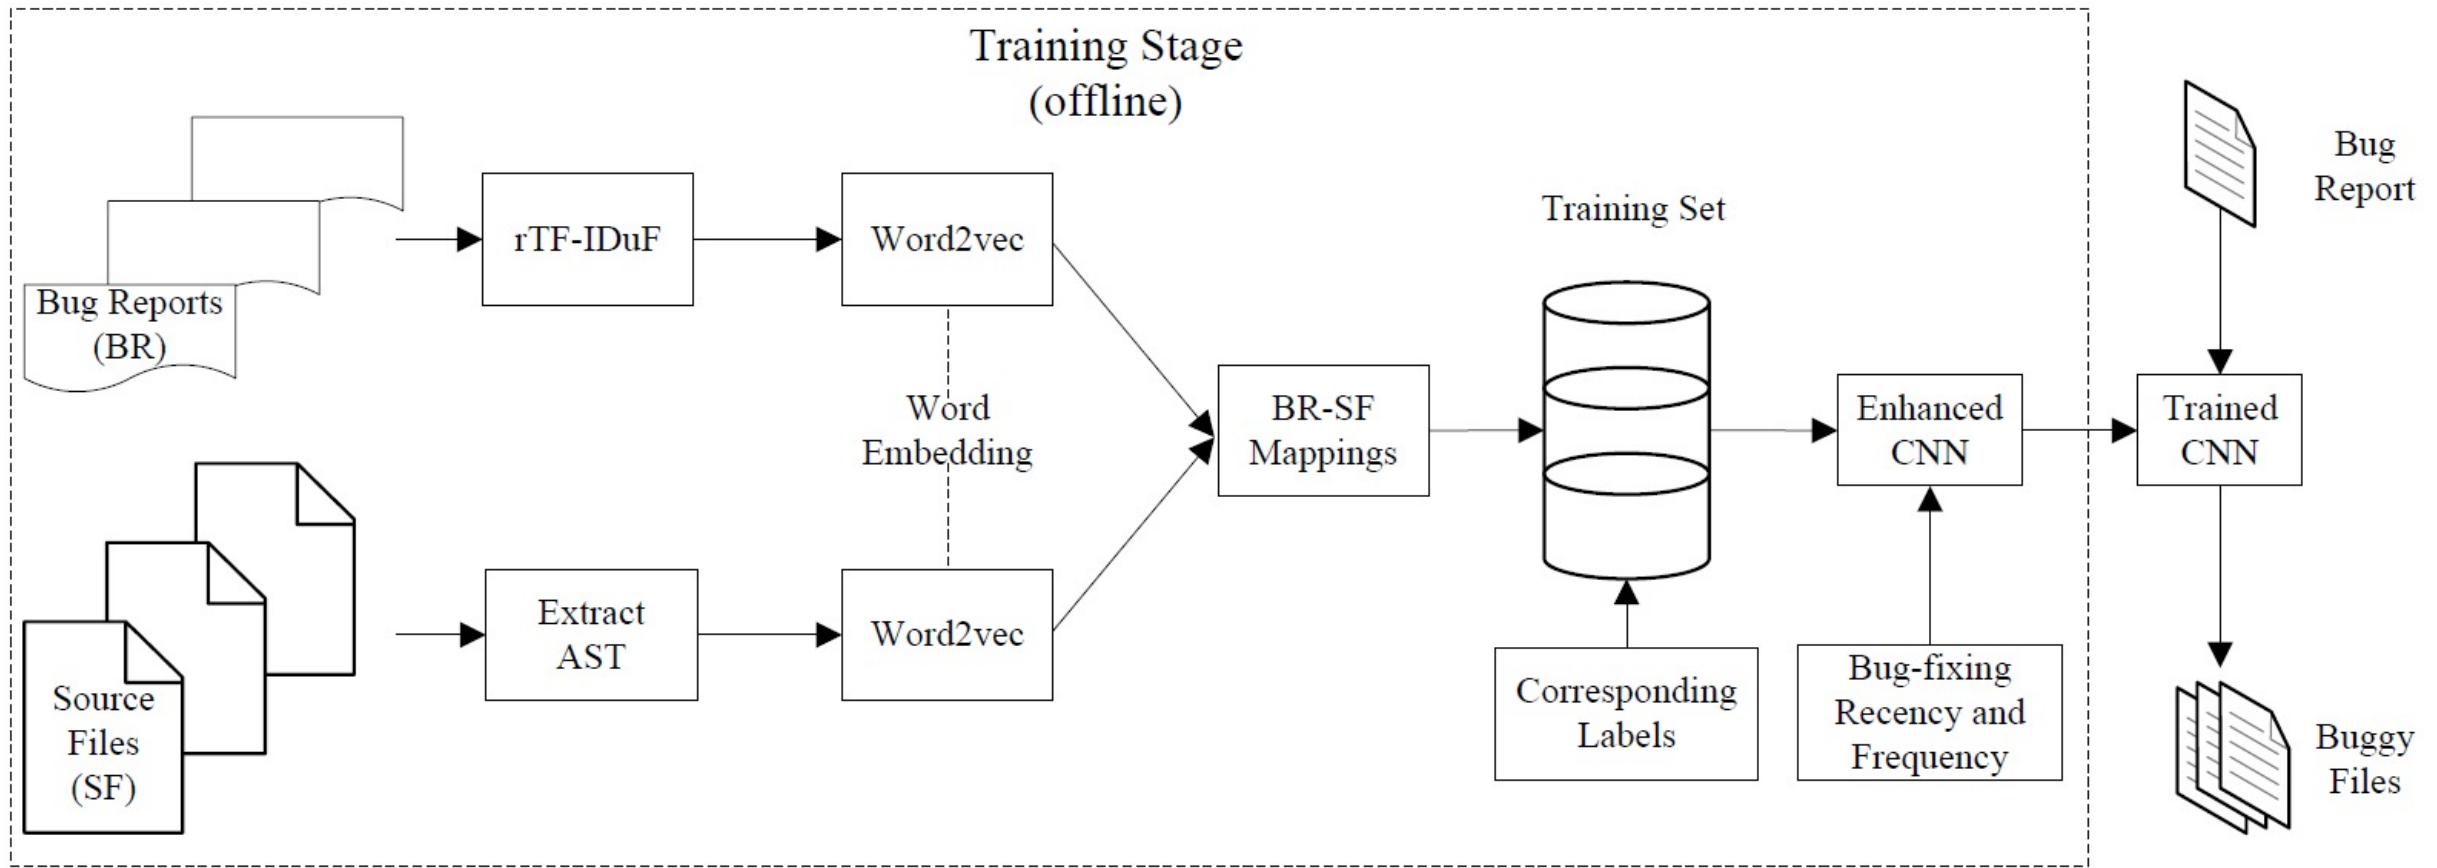 Training Stage
(offline)
Bug Reports
(BR)
rTF-IDuF
Word2vec
Word
Embedding
Source
Files
(SF)
Extract
AST
Word2vec
BR-SF
Mappings
Training Set
Corresponding
Labels
Enhanced
CNN
Bug-fixing
Recency and
Frequency
Bug
Report
Trained
CNN
Buggy
Files